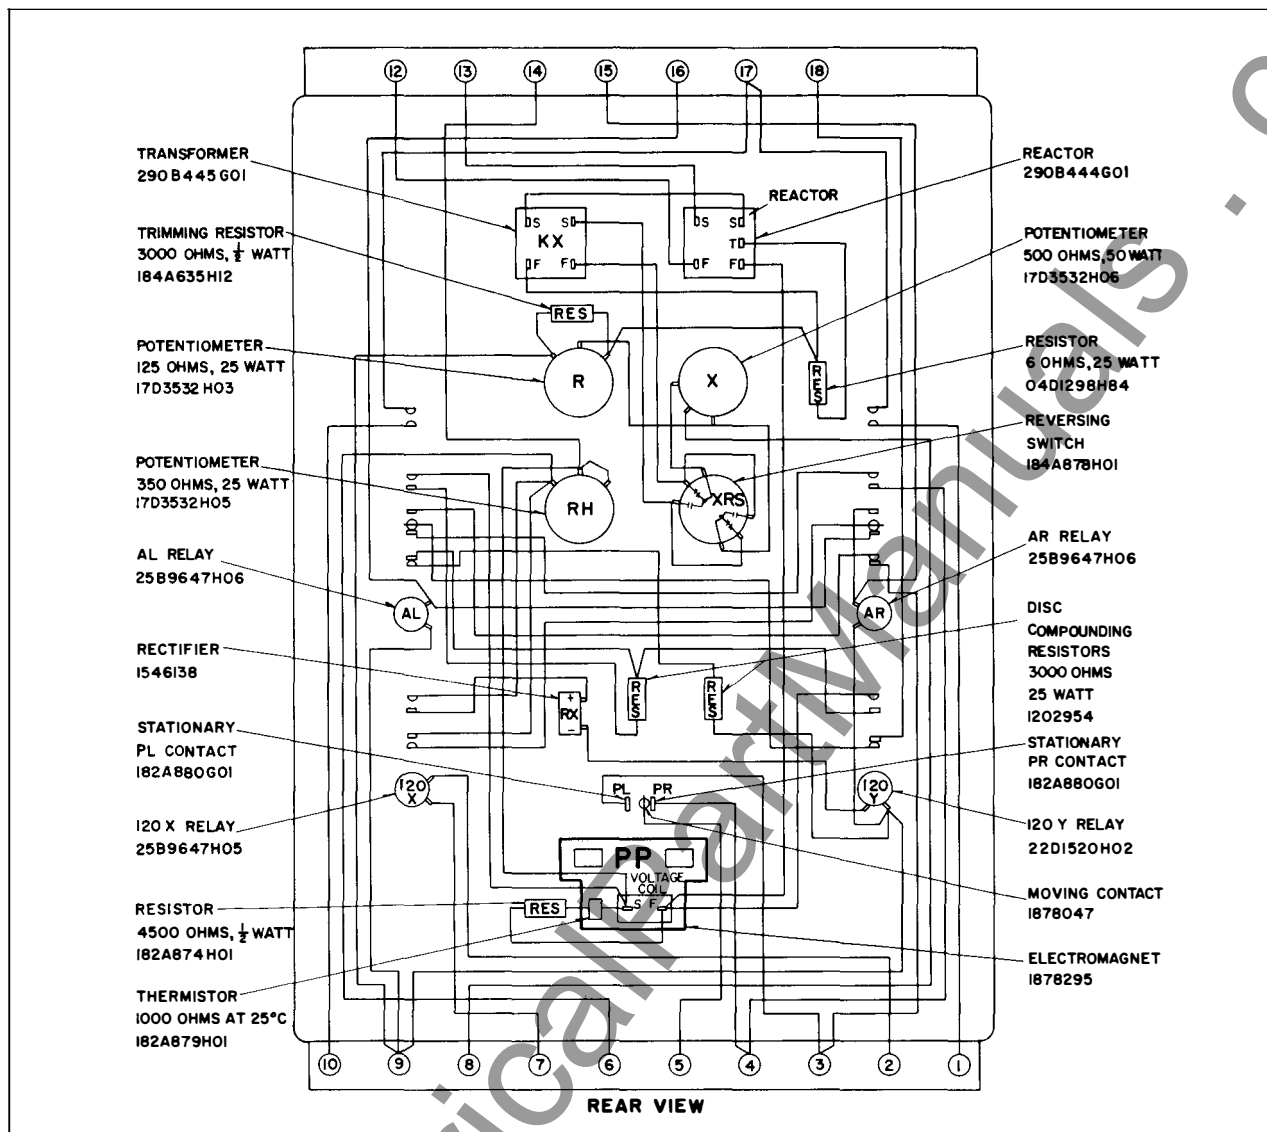 12 13 14 15 16 17 18
TRANSFORMER
290B445G01
TRIMMING RESISTOR
3000 OHMS, ½ WATT
184A635H12
POTENTIOMETER
125 OHMS, 25 WATT
17D3532H03
POTENTIOMETER
350 OHMS, 25 WATT
17D3532H05
AL RELAY
25B9647H06
RECTIFIER
1546138
STATIONARY
PL CONTACT
182A880G01
120 X RELAY
25B9647H05
RESISTOR
4500 OHMS, ½ WATT
182A874H01
THERMISTOR
1000 OHMS AT 25°C
182A879H01
S S
KX
F F
REACTOR
S S
T
F F
RES
R
X
RES
RH
XRS
AL
AR
+
RX
-
RES
RES
120
X
PL PR
120
Y
PP
VOLTAGE
COIL
S F
RES
REACTOR
290B444G01
POTENTIOMETER
500 OHMS, 50 WATT
17D3532H06
RESISTOR
6 OHMS, 25 WATT
04D1298H84
REVERSING
SWITCH
184A878H01
AR RELAY
25B9647H06
DISC
COMPOUNDING
RESISTORS
3000 OHMS
25 WATT
1202954
STATIONARY
PR CONTACT
182A880G01
120 Y RELAY
22D1520H02
MOVING CONTACT
1878047
ELECTROMAGNET
1878295
10 9 8 7 6 5 4 3 2 1
REAR VIEW
ricalPartManuals . c